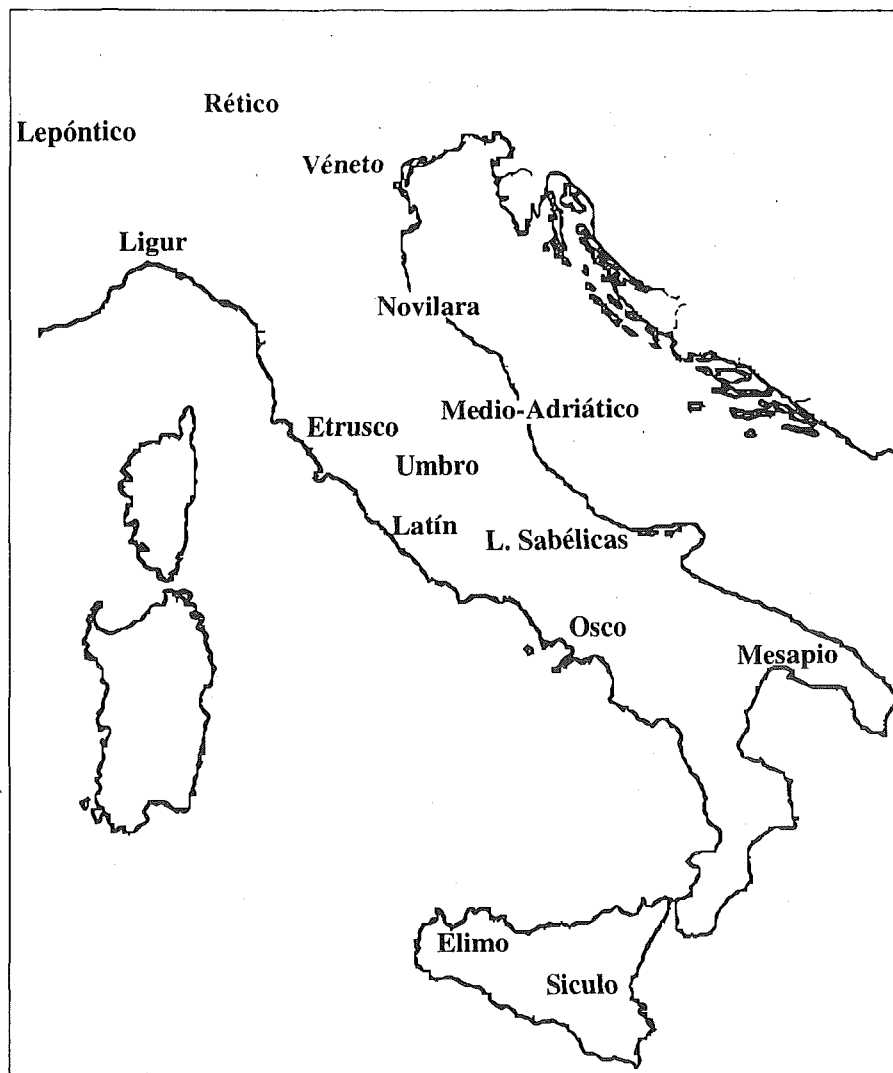 Rético
Lepóntico
Véneto
Ligur
Novilara
Medio-Adriático
Etrusco
Umbro
Latín
L. Sabélicas
Osco
Mesapio
Elimo
Siculo